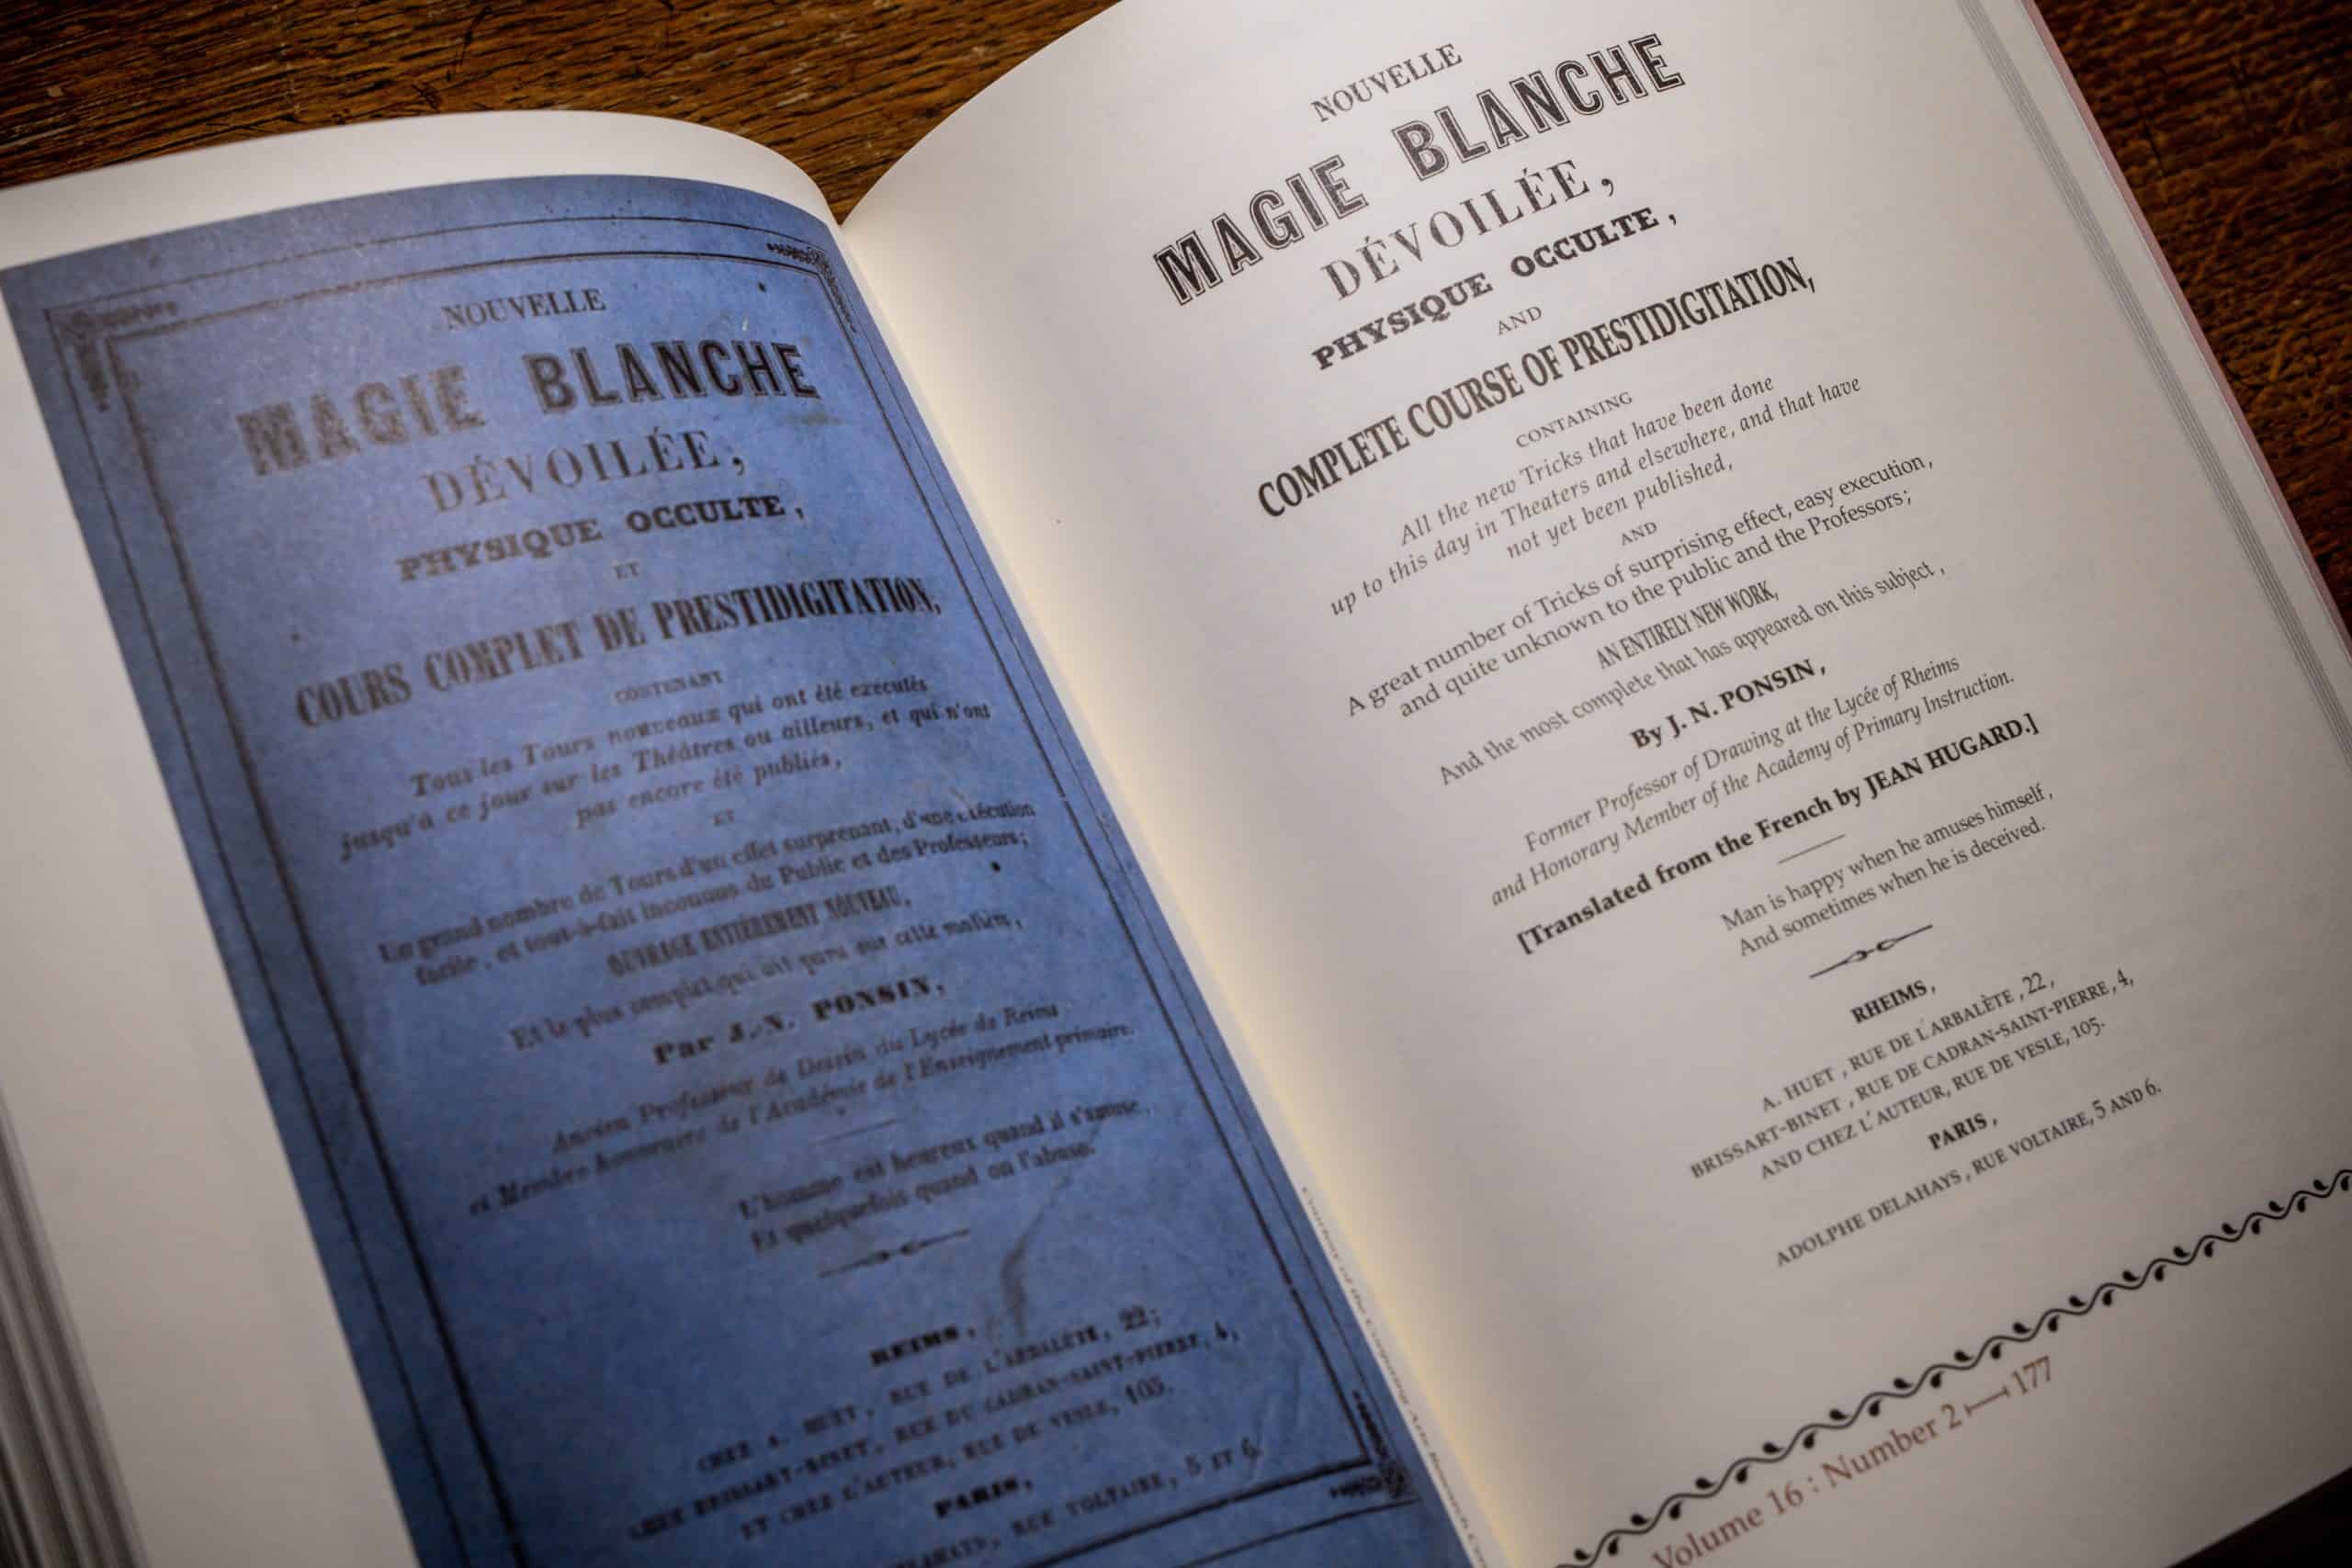 NOUVELLE
MAGIE BLANCHE
DÉVOILÉE,
PHYSIQUE OCCULTE,
ET
COURS COMPLET DE PRESTIDIGITATION,
CONTENANT
Tous les Tours nouveaux qui ont été exécutés
jusqu'à ce jour sur les Théâtres ou ailleurs, et qui n'ont
pas encore été publiés,
ET
Un grand nombre de Tours d'un effet surprenant, d'une exécution
facile, et tout-à-fait inconnus du Public et des Professeurs;
OUVRAGE ENTIÈREMENT NOUVEAU,
Et le plus complet qui ait paru sur cette matière,
Par J.-N. PONSIN,
Ancien Professeur de Dessin du Lycée de Reims
et Membre honoraire de l'Académie de l'Enseignement primaire.
L'homme est heureux quand il s'amuse,
Et quelquefois quand on l'abuse.
REIMS,
CHEZ A. HUET, RUE DE L'ARBALÈTE, 22;
CHEZ BRISSART-BINET, RUE DU CADRAN-SAINT-PIERRE, 4,
ET CHEZ L'AUTEUR, RUE DE VESLE, 105.
PARIS,
RUE VOLTAIRE, 5 ET 6.
Courtesy of the Conjuring Arts Research
NOUVELLE
MAGIE BLANCHE
DÉVOILÉE,
PHYSIQUE OCCULTE,
AND
COMPLETE COURSE OF PRESTIDIGITATION,
CONTAINING
All the new Tricks that have been done
up to this day in Theaters and elsewhere, and that have
not yet been published,
AND
A great number of Tricks of surprising effect, easy execution,
and quite unknown to the public and the Professors;
AN ENTIRELY NEW WORK,
And the most complete that has appeared on this subject,
By J. N. PONSIN,
Former Professor of Drawing at the Lycée of Rheims
and Honorary Member of the Academy of Primary Instruction.
[Translated from the French by JEAN HUGARD.]
Man is happy when he amuses himself,
And sometimes when he is deceived.
RHEIMS,
A. HUET, RUE DE L'ARBALÈTE, 22,
BRISSART-BINET, RUE DE CADRAN-SAINT-PIERRE, 4,
AND CHEZ L'AUTEUR, RUE DE VESLE, 105.
PARIS,
ADOLPHE DELAHAYS, RUE VOLTAIRE, 5 AND 6.
Volume 16 : Number 2 177